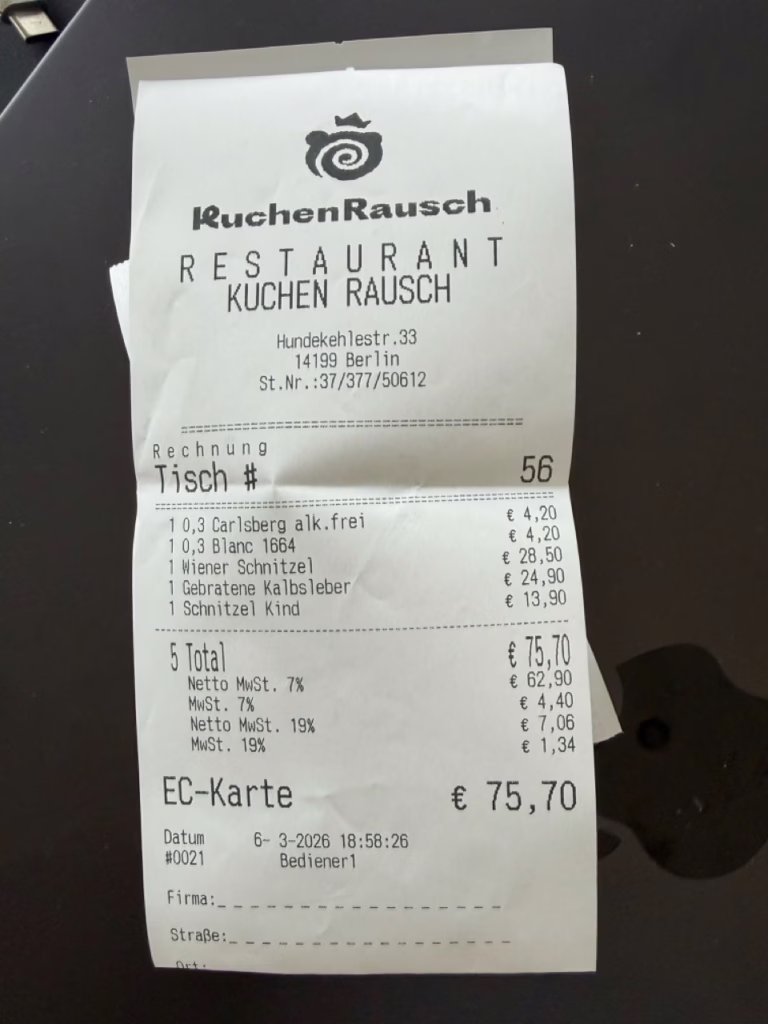 KuchenRausch
RESTAURANT
KUCHEN RAUSCH
Hundekehlestr.33
14199 Berlin
St.Nr.:37/377/50612
Rechnung
Tisch # 56
1 0,3 Carlsberg alk.frei € 4,20
1 0,3 Blanc 1664 € 4,20
1 Wiener Schnitzel € 28,50
1 Gebratene Kalbsleber € 24,90
1 Schnitzel Kind € 13,90
5 Total € 75,70
Netto MwSt. 7% € 62,90
MwSt. 7% € 4,40
Netto MwSt. 19% € 7,06
MwSt. 19% € 1,34
EC-Karte € 75,70
Datum 6- 3-2026 18:58:26
#0021 Bediener1
Firma:
Straße:
Ort: